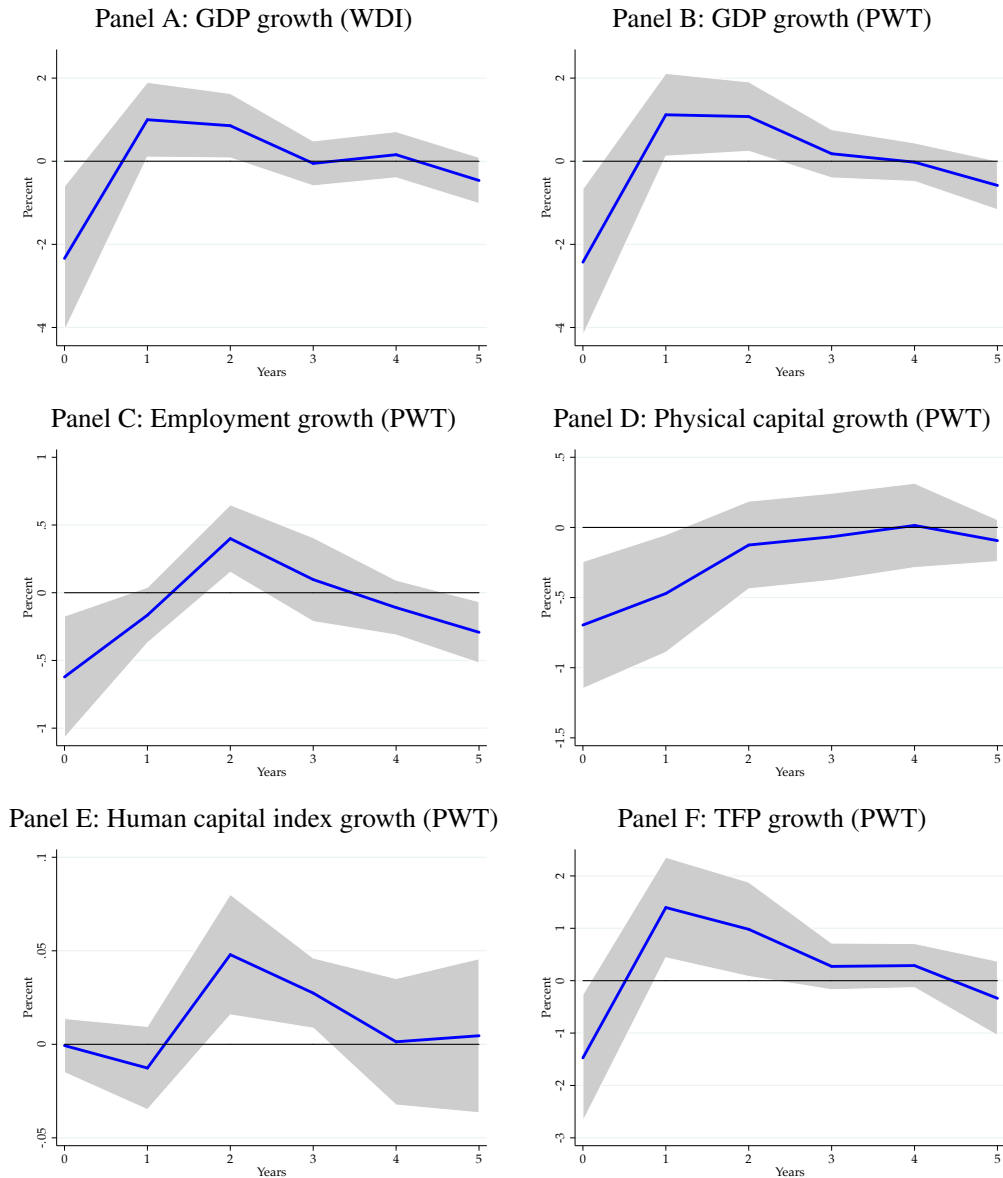 Panel A: GDP growth (WDI)
Panel B: GDP growth (PWT)
2
0
-2
-4
Percent
0 1 2 3 4 5
Years
2
0
-2
-4
Percent
0 1 2 3 4 5
Years
Panel C: Employment growth (PWT)
Panel D: Physical capital growth (PWT)
1
.5
0
-.5
-1
Percent
0 1 2 3 4 5
Years
.5
0
-.5
-1
-1.5
Percent
0 1 2 3 4 5
Years
Panel E: Human capital index growth (PWT)
Panel F: TFP growth (PWT)
.1
.05
0
-.05
Percent
0 1 2 3 4 5
Years
2
1
0
-1
-2
-3
Percent
0 1 2 3 4 5
Years